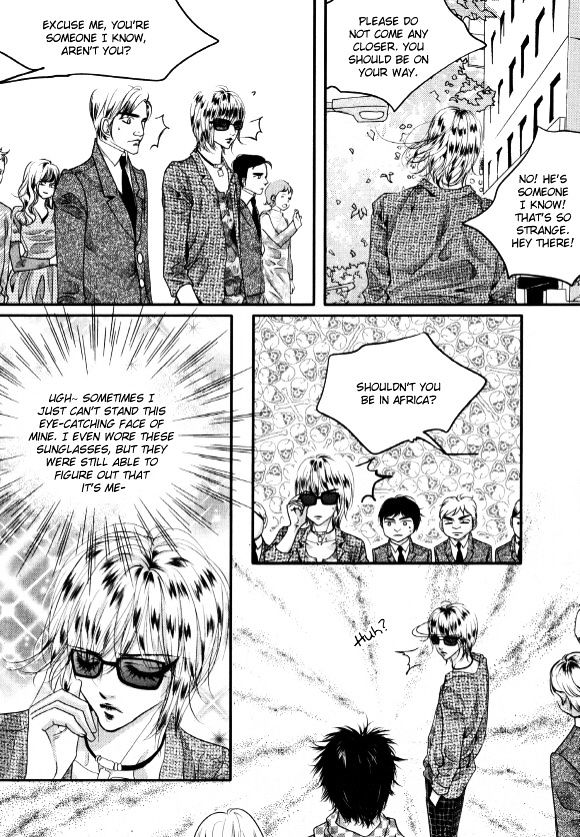 EXCUSE ME, YOU'RE
SOMEONE I KNOW,
AREN'T YOU?
PLEASE DO
NOT COME ANY
CLOSER. YOU
SHOULD BE ON
YOUR WAY.
NO! HE'S
SOMEONE
I KNOW!
THAT'S SO
STRANGE.
HEY THERE!
UGH~ SOMETIMES I
JUST CAN'T STAND THIS
EYE-CATCHING FACE OF
MINE. I EVEN WORE THESE
SUNGLASSES, BUT THEY
WERE STILL ABLE TO
FIGURE OUT THAT
IT'S ME-
SHOULDN'T YOU
BE IN AFRICA?
Huh?